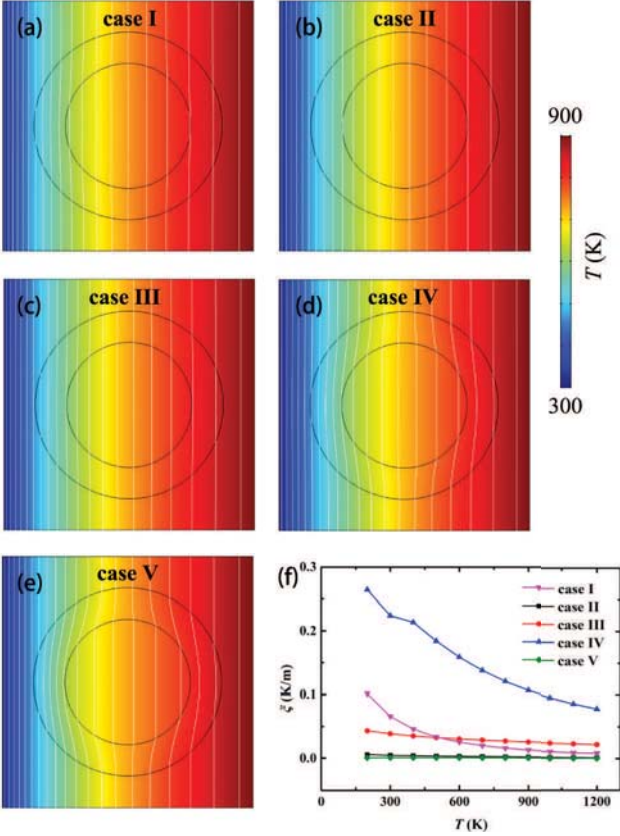 (a) case I
(b) case II
900
T (K)
300
(c) case III
(d) case IV
(e) case V
(f)
0.3
0.2
0.1
0.0
ξ (K/m)
case I
case II
case III
case IV
case V
0 300 600 900 1200
T (K)